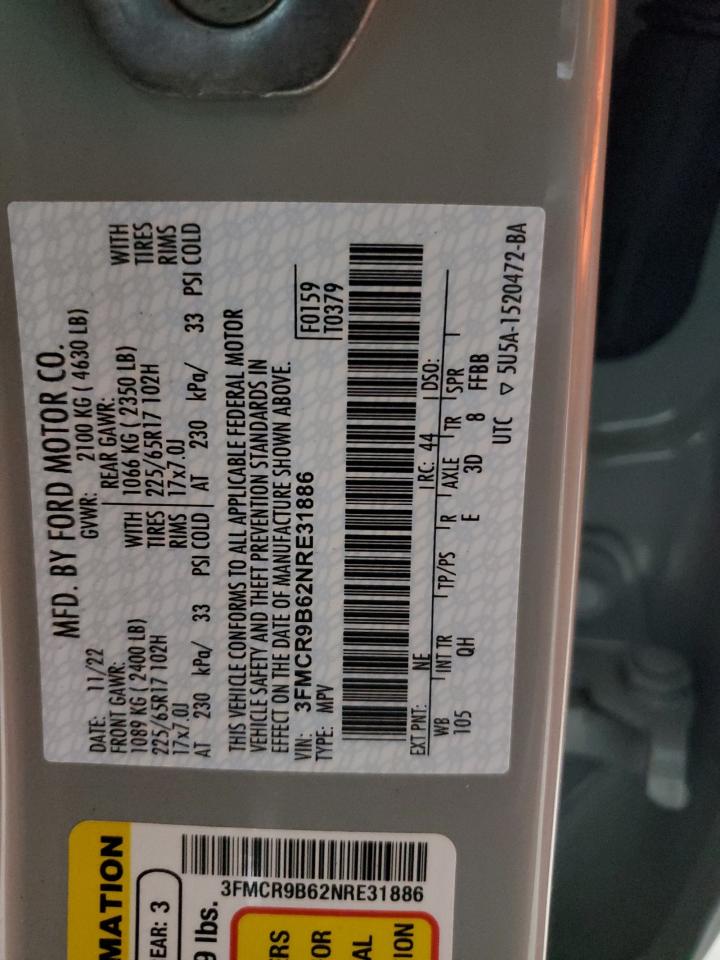 MFD. BY FORD MOTOR CO.
DATE: 11/22 GVWR: 2100 KG ( 4630 LB)
FRONT GAWR: REAR GAWR:
1089 KG ( 2400 LB) WITH 1066 KG ( 2350 LB) WITH
225/65R17 102H TIRES 225/65R17 102H TIRES
17x7.0J RIMS 17x7.0J RIMS
AT 230 kPa/ 33 PSI COLD AT 230 kPa/ 33 PSI COLD
THIS VEHICLE CONFORMS TO ALL APPLICABLE FEDERAL MOTOR
VEHICLE SAFETY AND THEFT PREVENTION STANDARDS IN
EFFECT ON THE DATE OF MANUFACTURE SHOWN ABOVE.
VIN: 3FMCR9B62NRE31886 F0159
TYPE: MPV T0379
EXT PNT: NE RC: 44 DSO:
WB INT TR TP/PS R AXLE TR SPR
105 QH E 3D 8 FFBB
UTC ▽ 5U5A-1520472-BA
MATION
EAR: 3
3FMCR9B62NRE31886
9 lbs.
RS
OR
AL
ION